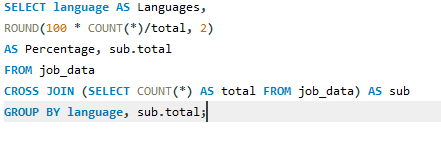 SELECT language AS Languages,
ROUND(100 * COUNT(*)/total, 2)
AS Percentage, sub.total
FROM job_data
CROSS JOIN (SELECT COUNT(*) AS total FROM job_data) AS sub
GROUP BY language, sub.total;